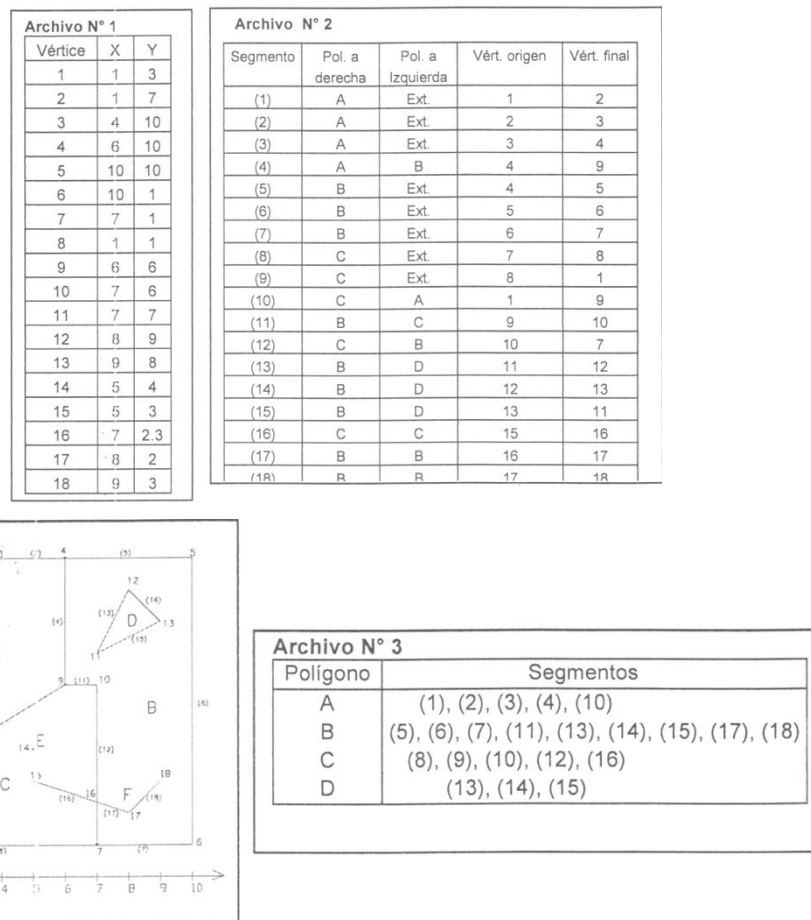 Archivo N° 1
Vértice X Y
1 1 3
2 1 7
3 4 10
4 6 10
5 10 10
6 10 1
7 7 1
8 1 1
9 6 6
10 7 6
11 7 7
12 8 9
13 9 8
14 5 4
15 5 3
16 7 2.3
17 8 2
18 9 3
Archivo N° 2
Segmento Pol. a derecha Pol. a Izquierda Vért. origen Vért. final
(1) A Ext. 1 2
(2) A Ext. 2 3
(3) A Ext. 3 4
(4) A B 4 9
(5) B Ext. 4 5
(6) B Ext. 5 6
(7) B Ext. 6 7
(8) C Ext. 7 8
(9) C Ext. 8 1
(10) C A 1 9
(11) B C 9 10
(12) C B 10 7
(13) B D 11 12
(14) B D 12 13
(15) B D 13 11
(16) C C 15 16
(17) B B 16 17
(18) B B 17 18
4 (5) 5
12
(13) (14)
(4) D 13
(15)
11
9 (11) 10
B (6)
E (12)
14.
C 15 18
(16) 16 F (18)
(17) 17
7 (7) 6
4 5 6 7 8 9 10
Archivo N° 3
Polígono Segmentos
A (1), (2), (3), (4), (10)
B (5), (6), (7), (11), (13), (14), (15), (17), (18)
C (8), (9), (10), (12), (16)
D (13), (14), (15)